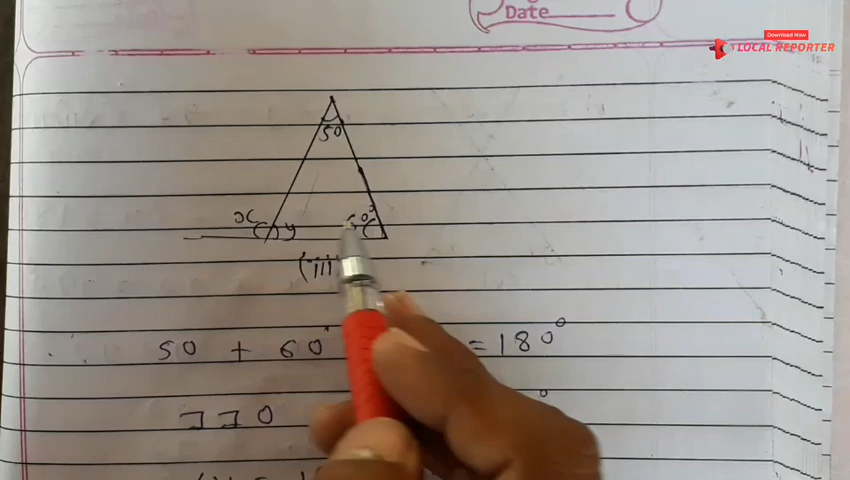 Date
Download Now
LOCAL REPORTER
50
x y 60°
(iii
50 + 60° = 180°
110